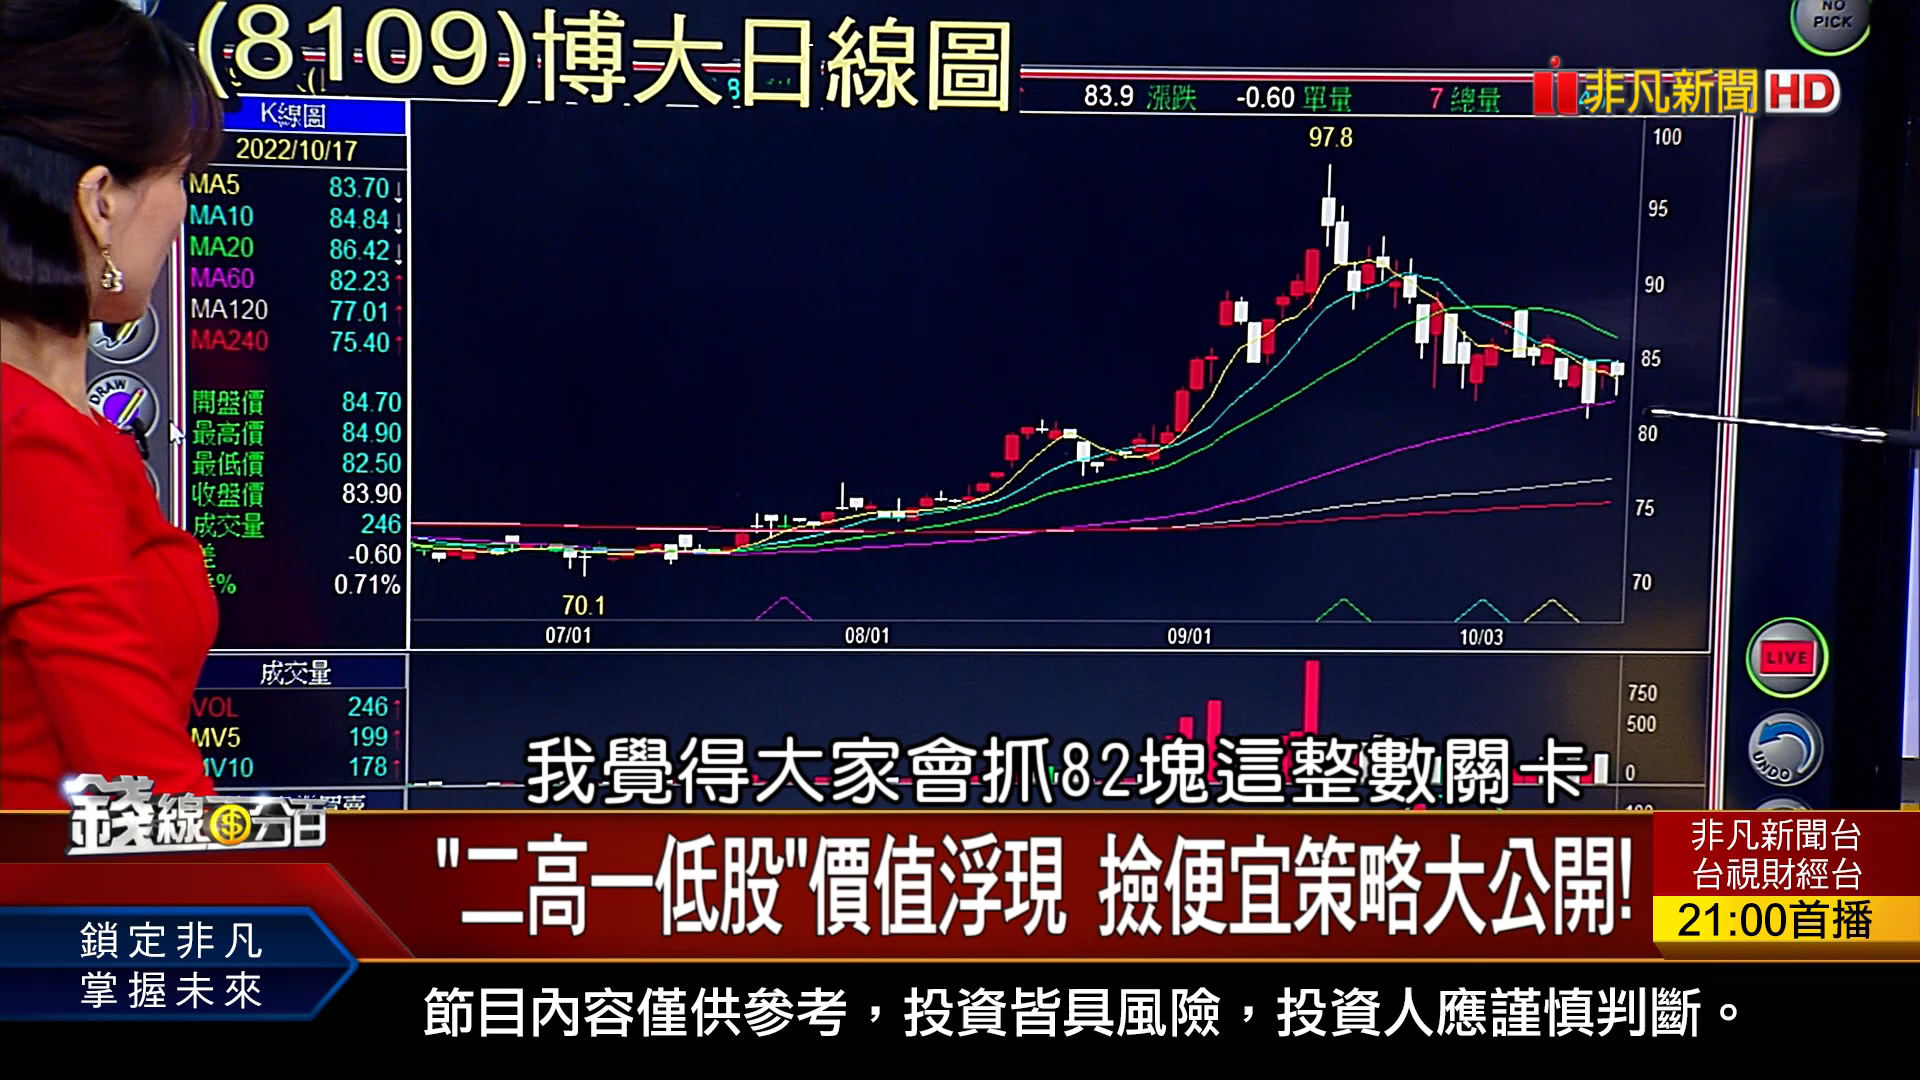 (8109)博大日線圖
NO
PICK
非凡新聞 HD
83.9 漲跌 -0.60 單量 7 總量
K線圖
2022/10/17
MA5 83.70↓
MA10 84.84↓
MA20 86.42↓
MA60 82.23↑
MA120 77.01↑
MA240 75.40↑
DRAW
開盤價 84.70
最高價 84.90
最低價 82.50
收盤價 83.90
成交量 246
差 -0.60
% 0.71%
97.8
70.1
100
95
90
85
80
75
70
07/01 08/01 09/01 10/03
成交量
VOL 246↑
MV5 199↑
MV10 178↑
750
500
0
LIVE
UNDO
我覺得大家會抓82塊這整數關卡
錢線百分百
"二高一低股"價值浮現 撿便宜策略大公開!
非凡新聞台
台視財經台
21:00首播
鎖定非凡
掌握未來
節目內容僅供參考，投資皆具風險，投資人應謹慎判斷。